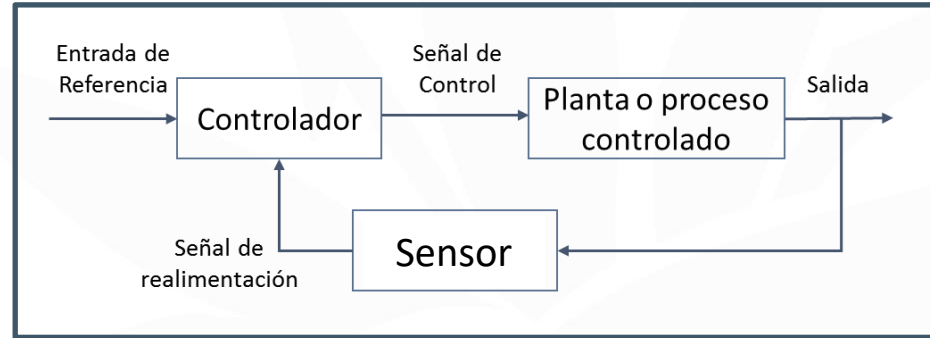 Entrada de
Referencia
Controlador
Señal de
Control
Planta o proceso
controlado
Salida
Señal de
realimentación
Sensor